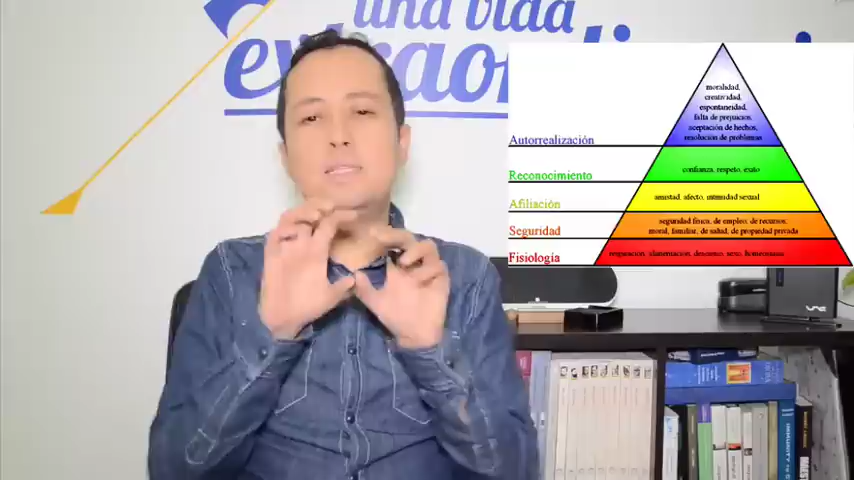 una vida
extraordi
moralidad,
creatividad,
espontaneidad,
falta de prejuicios,
aceptación de hechos,
resolución de problemas
Autorrealización
Reconocimiento
confianza, respeto, éxito
Afiliación
amistad, afecto, intimidad sexual
Seguridad
seguridad física, de empleo, de recursos,
moral, familiar, de salud, de propiedad privada
Fisiología
respiración, alimentación, descanso, sexo, homeostasis